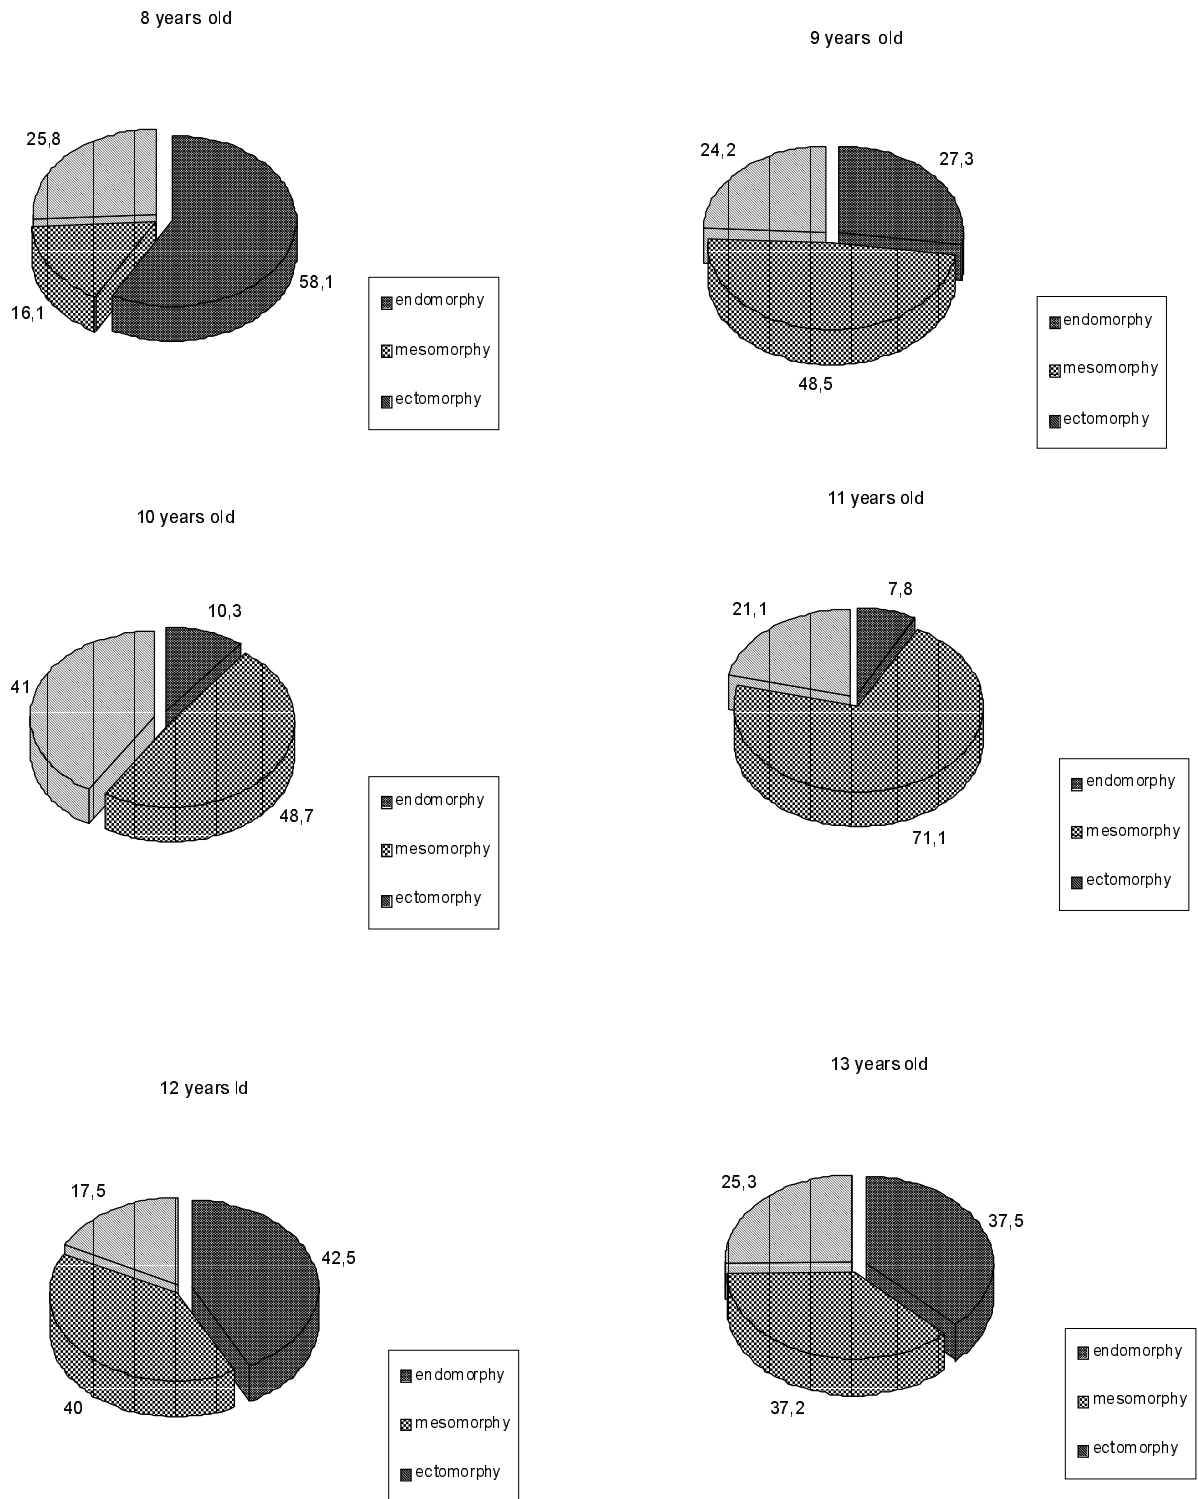 8 years old
25,8
58,1
16,1
endomorphy
mesomorphy
ectomorphy
9 years old
24,2
27,3
48,5
endomorphy
mesomorphy
ectomorphy
10 years old
10,3
41
48,7
endomorphy
mesomorphy
ectomorphy
11 years old
7,8
21,1
71,1
endomorphy
mesomorphy
ectomorphy
12 years ld
17,5
42,5
40
endomorphy
mesomorphy
ectomorphy
13 years old
25,3
37,5
37,2
endomorphy
mesomorphy
ectomorphy